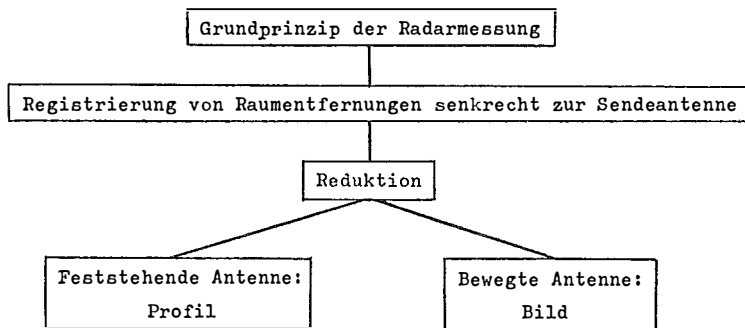 Grundprinzip der Radarmessung
Registrierung von Raumentfernungen senkrecht zur Sendeantenne
Reduktion
Feststehende Antenne:
Profil
Bewegte Antenne:
Bild